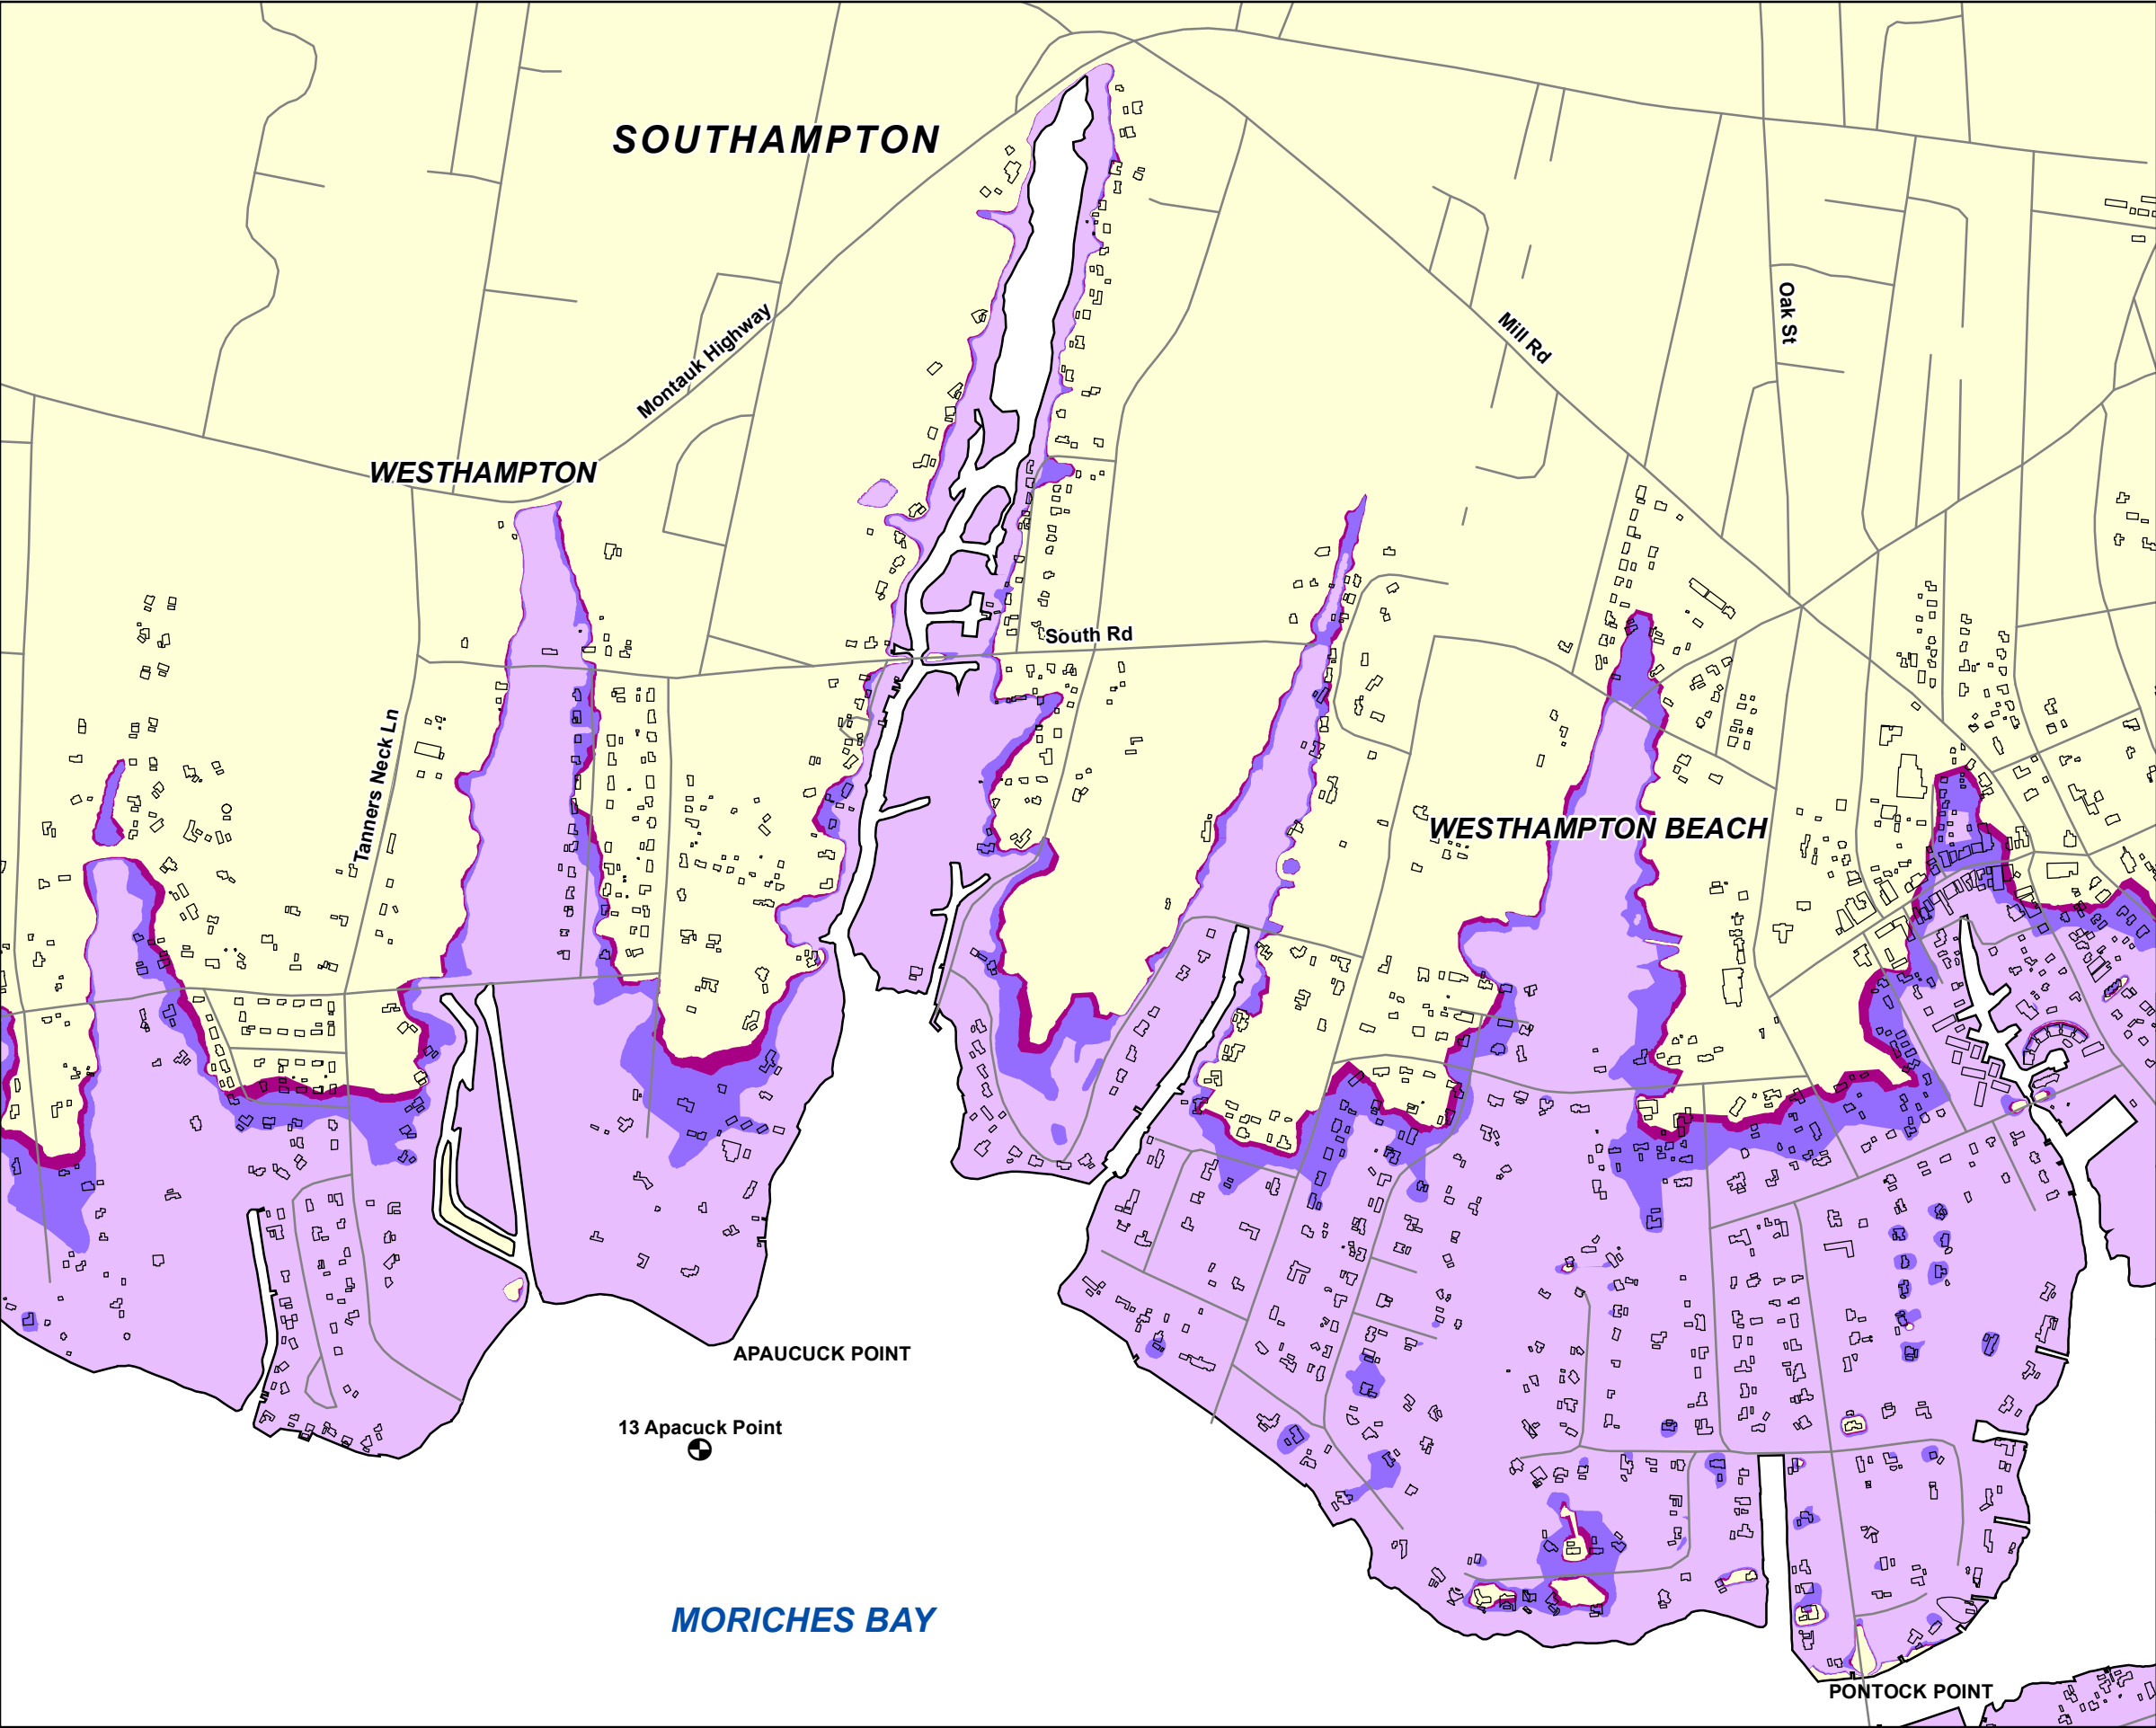 SOUTHAMPTON
Montauk Highway
Mill Rd
Oak St
WESTHAMPTON
South Rd
Tanners Neck Ln
WESTHAMPTON BEACH
APAUCUCK POINT
13 Apacuck Point
MORICHES BAY
PONTOCK POINT